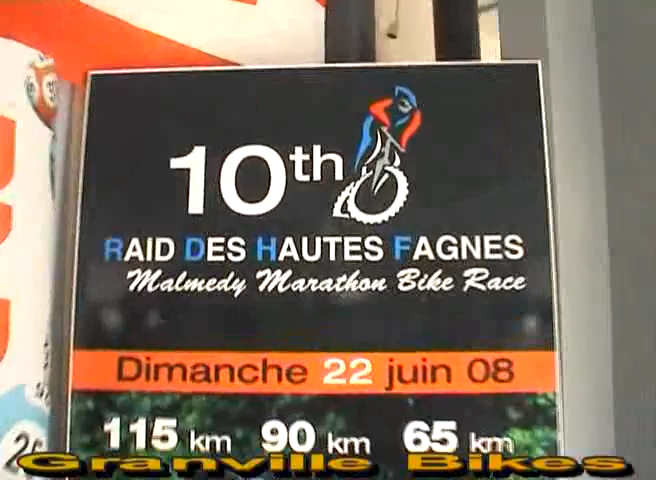 10th
RAID DES HAUTES FAGNES
Malmedy Marathon Bike Race
Dimanche 22 juin 08
115 km 90 km 65 km
Granville Bikes